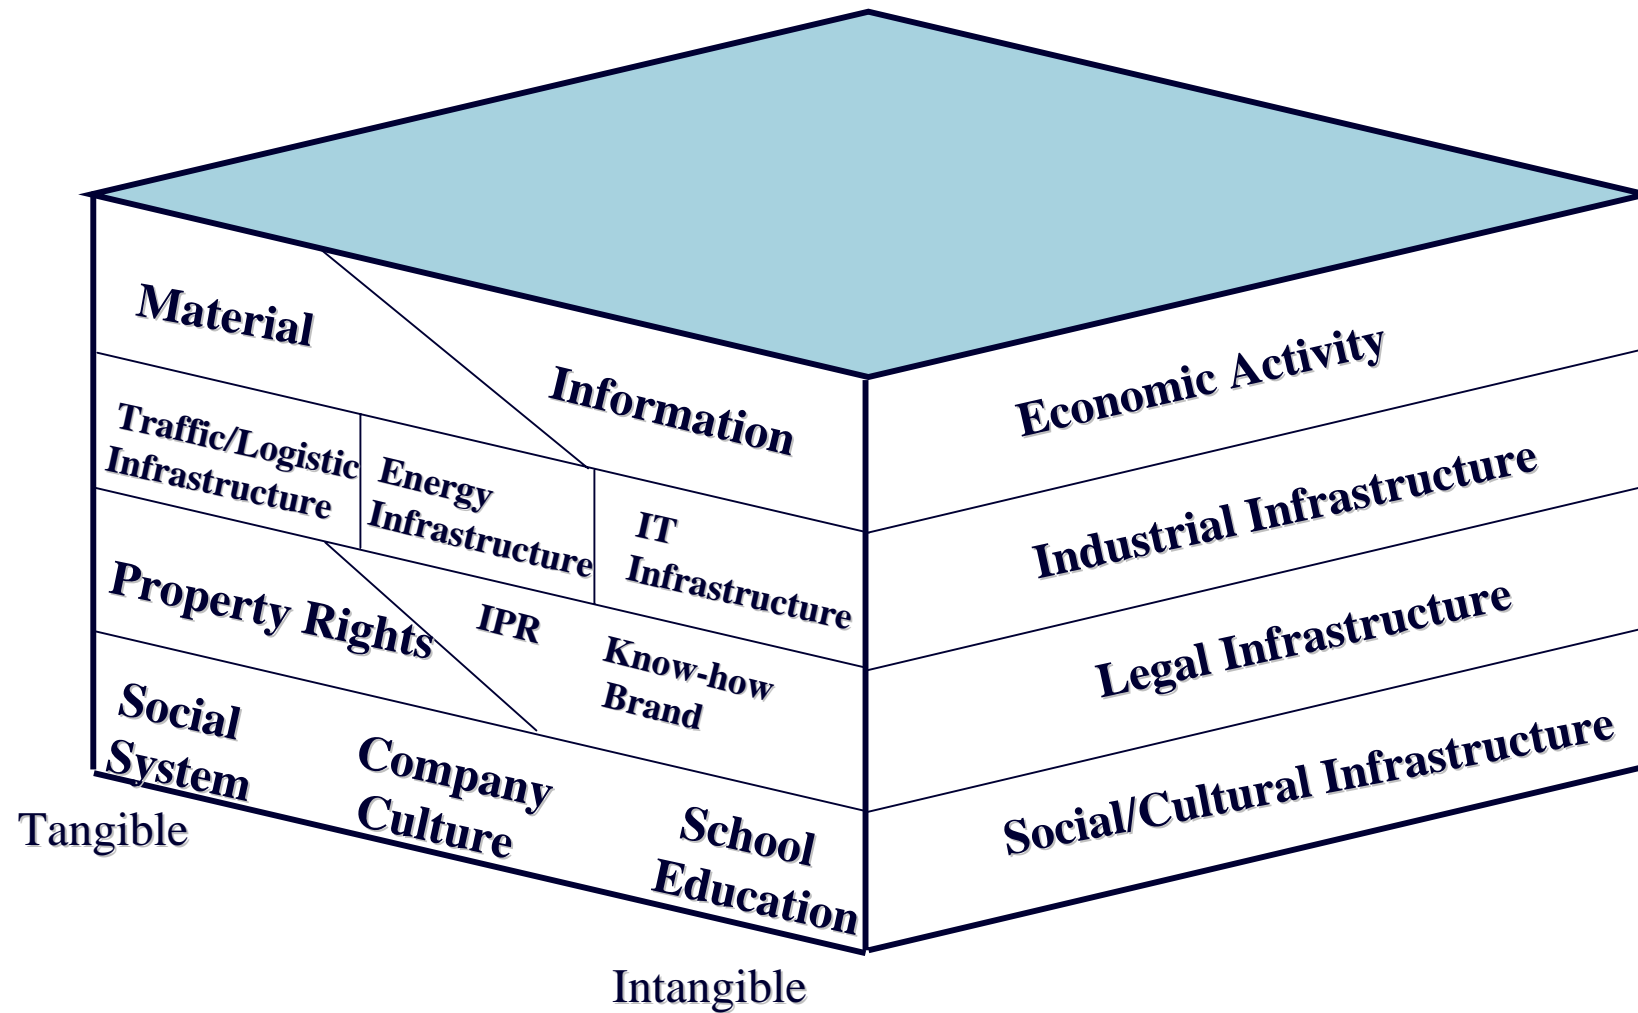 Material
Information
Traffic/Logistic
Infrastructure
Energy
Infrastructure
IT
Infrastructure
Property Rights
IPR
Know-how
Brand
Social
System
Company
Culture
School
Education
Tangible
Intangible
Economic Activity
Industrial Infrastructure
Legal Infrastructure
Social/Cultural Infrastructure